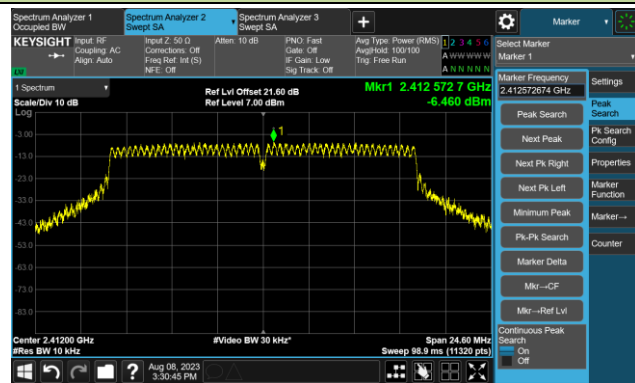 Spectrum Analyzer 1
Occupied BW
Spectrum Analyzer 2
Swept SA
Spectrum Analyzer 3
Swept SA
+
Marker
KEYSIGHT
Input: RF
Coupling: AC
Align: Auto
Input Z: 50 Ω
Corrections: Off
Freq Ref: Int (S)
NFE: Off
Atten: 10 dB
PNO: Fast
Gate: Off
IF Gain: Low
Sig Track: Off
Avg Type: Power (RMS)
Avg|Hold: 100/100
Trig: Free Run
1 2 3 4 5 6
A W W W W W
A N N N N N
Select Marker
Marker 1
1 Spectrum
Scale/Div 10 dB
Log
Ref Lvl Offset 21.60 dB
Ref Level 7.00 dBm
Mkr1 2.412 572 7 GHz
-6.460 dBm
1
-3.00
-13.0
-23.0
-33.0
-43.0
-53.0
-63.0
-73.0
-83.0
Center 2.41200 GHz
#Res BW 10 kHz
#Video BW 30 kHz*
Span 24.60 MHz
Sweep 98.9 ms (11320 pts)
Marker Frequency
2.412572674 GHz
Peak Search
Next Peak
Next Pk Right
Next Pk Left
Minimum Peak
Pk-Pk Search
Marker Delta
Mkr→CF
Mkr→Ref Lvl
Continuous Peak
Search
On
Off
Settings
Peak
Search
Pk Search
Config
Properties
Marker
Function
Marker→
Counter
?
Aug 08, 2023
3:30:45 PM